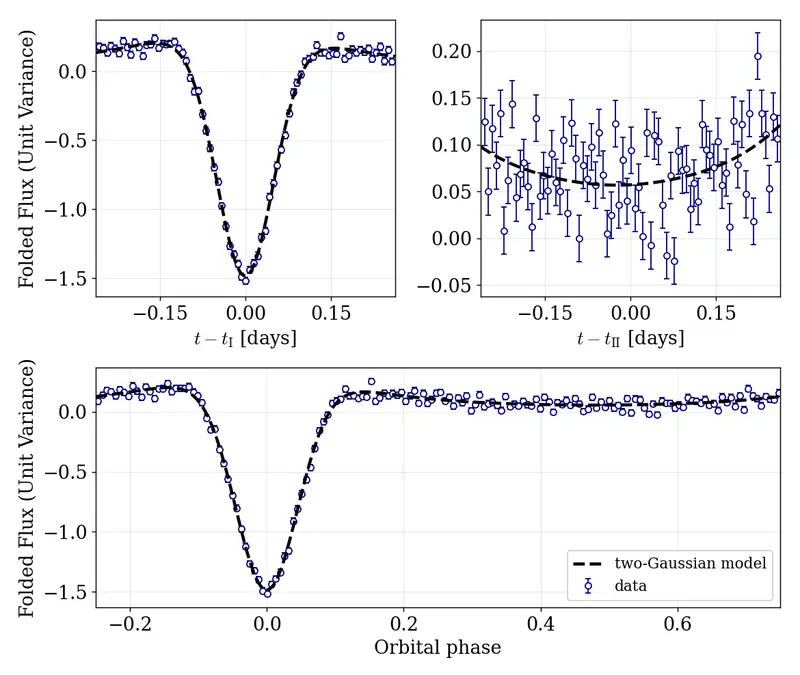 Folded Flux (Unit Variance)
0.0
−0.5
−1.0
−1.5
−0.15 0.00 0.15
t − tI [days]
0.20
0.15
0.10
0.05
0.00
−0.05
−0.15 0.00 0.15
t − tII [days]
Folded Flux (Unit Variance)
0.0
−0.5
−1.0
−1.5
two-Gaussian model
data
−0.2 0.0 0.2 0.4 0.6
Orbital phase